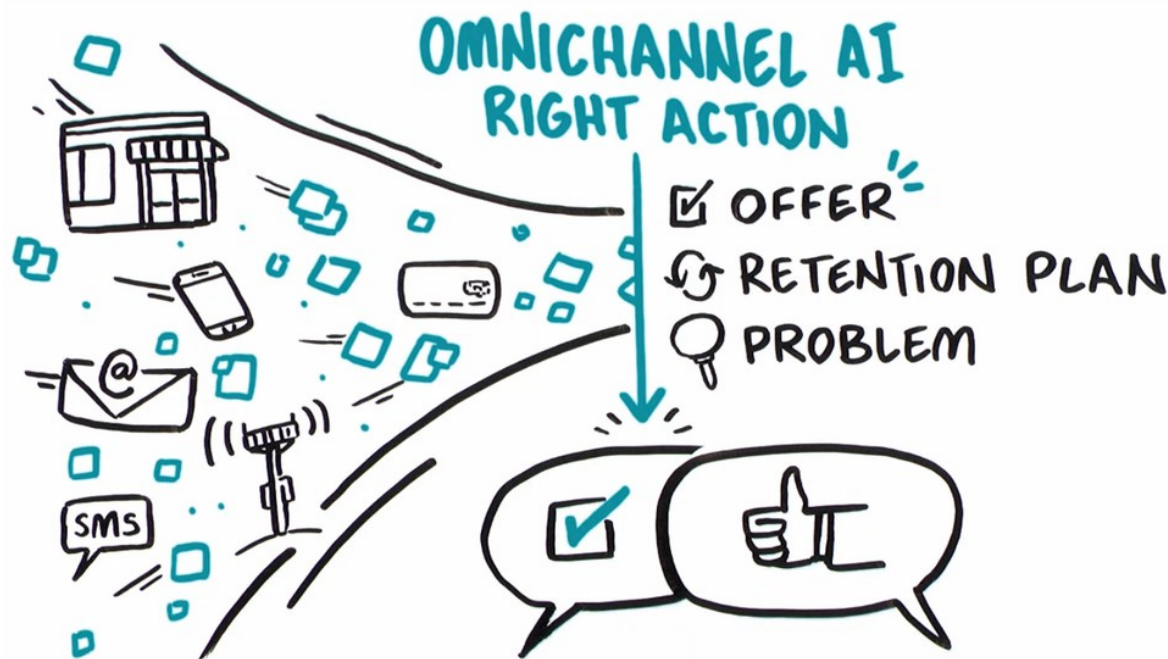 OMNICHANNEL AI
RIGHT ACTION
OFFER
RETENTION PLAN
PROBLEM
@
SMS